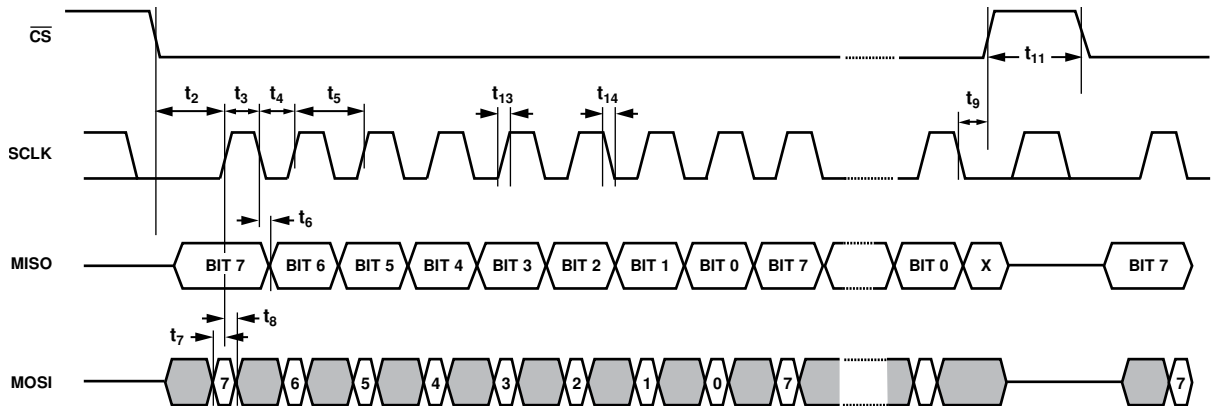 CS
t11
t2 t3 t4 t5 t13 t14 t9
SCLK
t6
MISO BIT 7 BIT 6 BIT 5 BIT 4 BIT 3 BIT 2 BIT 1 BIT 0 BIT 7 BIT 0 X BIT 7
t7 t8
MOSI 7 6 5 4 3 2 1 0 7 7